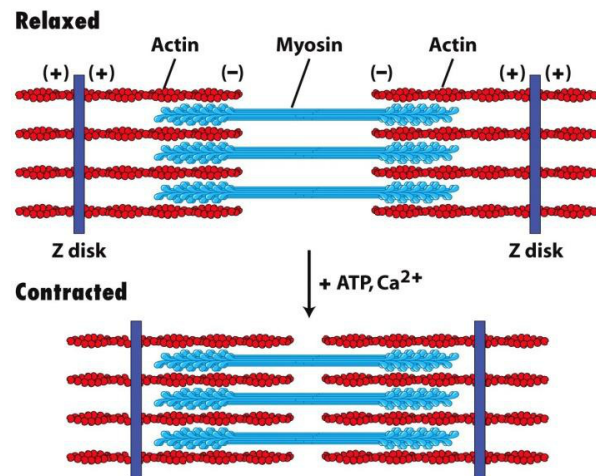 Relaxed
Actin Myosin Actin
(+) (+) (−) (−) (+) (+)
Z disk Z disk
+ ATP, Ca²⁺
Contracted